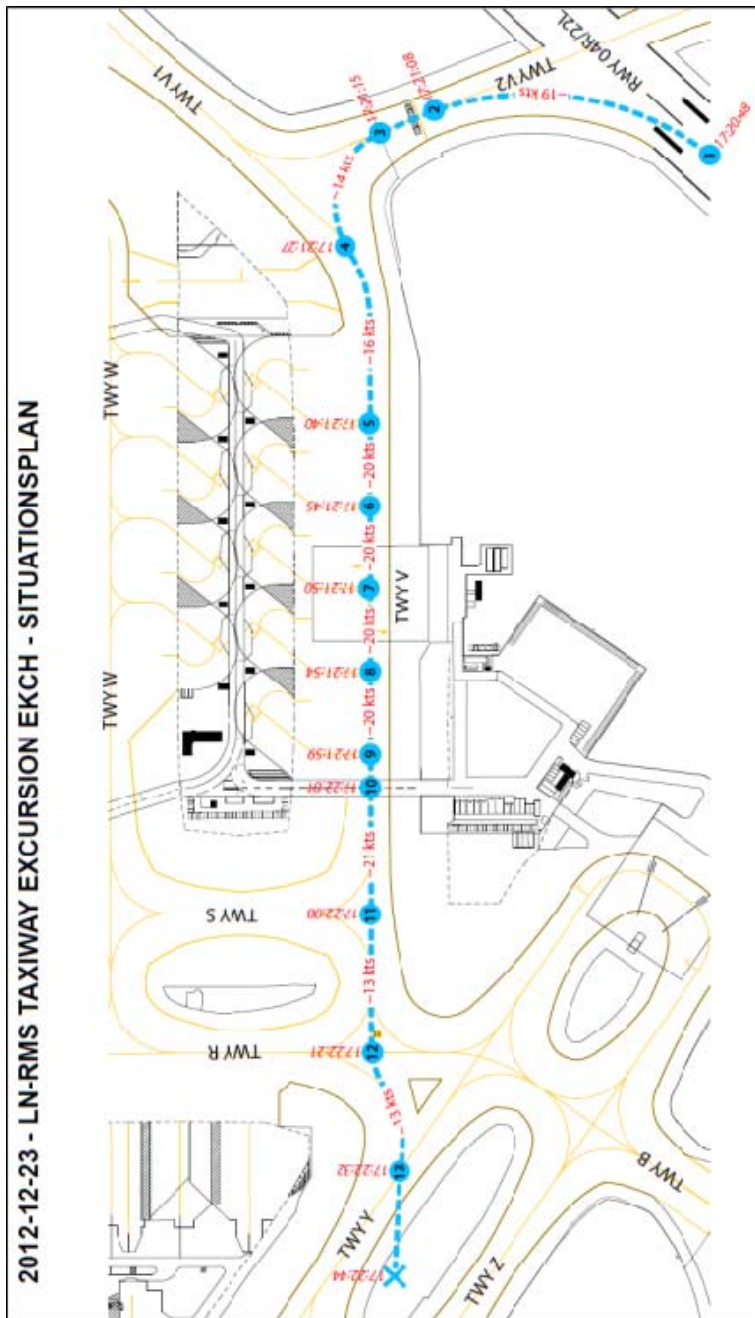 2012-12-23 - LN-RMS TAXIWAY EXCURSION EKCH - SITUATIONSPLAN
TWY V1
17:21:15
17:21:08
TWY V2
RWY 04R/22L
~19 kts
1
17:20:48
2
3
~14 kts
4
17:21:27
~16 kts
TWY W
5
17:21:40
~20 kts
6
17:21:45
~20 kts
7
17:21:50
TWY V
~20 kts
8
17:21:54
~20 kts
TWY W
9
17:21:59
10
17:22:01
~21 kts
11
17:22:00
TWY S
~13 kts
TWY R
12
17:22:21
~13 kts
13
17:22:32
TWY B
TWY Y
17:22:44
TWY Z